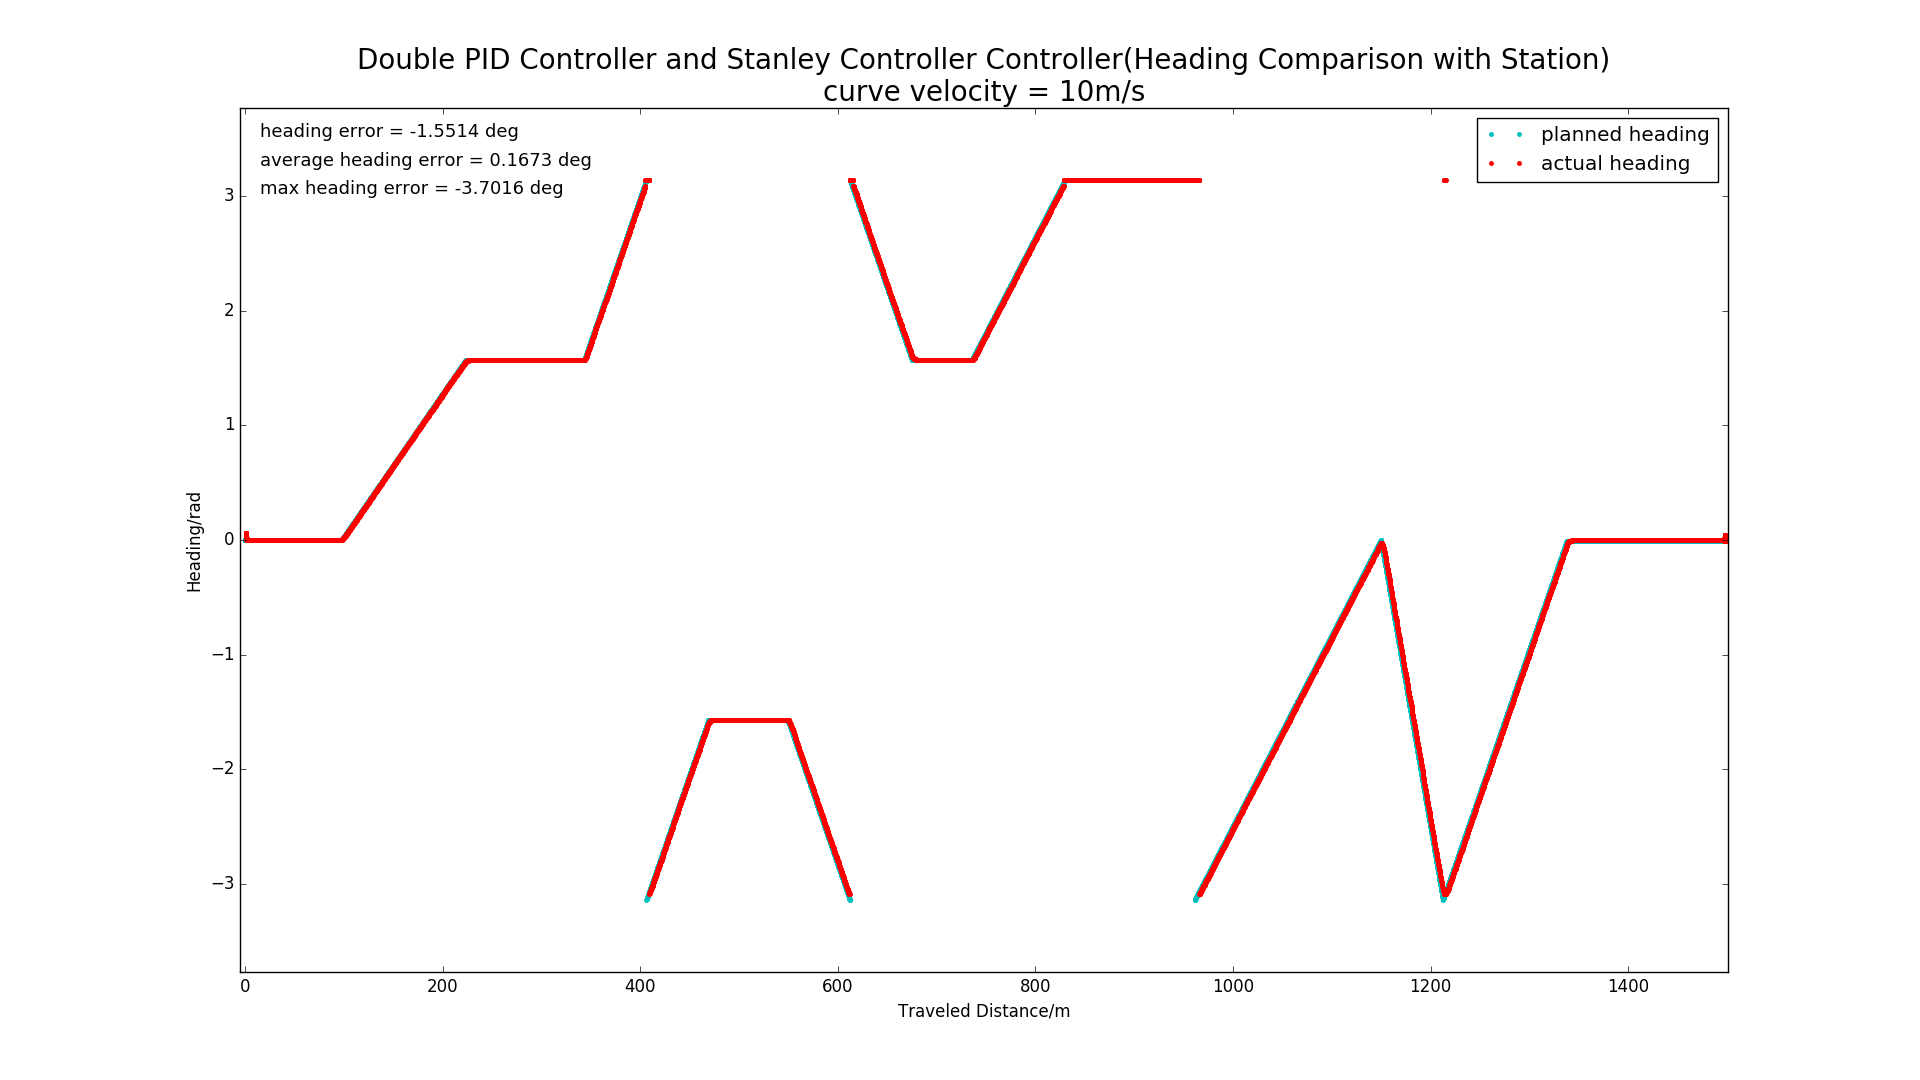 Double PID Controller and Stanley Controller Controller(Heading Comparison with Station)
curve velocity = 10m/s
heading error = -1.5514 deg
average heading error = 0.1673 deg
max heading error = -3.7016 deg
planned heading
actual heading
3
2
1
0
−1
−2
−3
Heading/rad
0 200 400 600 800 1000 1200 1400
Traveled Distance/m